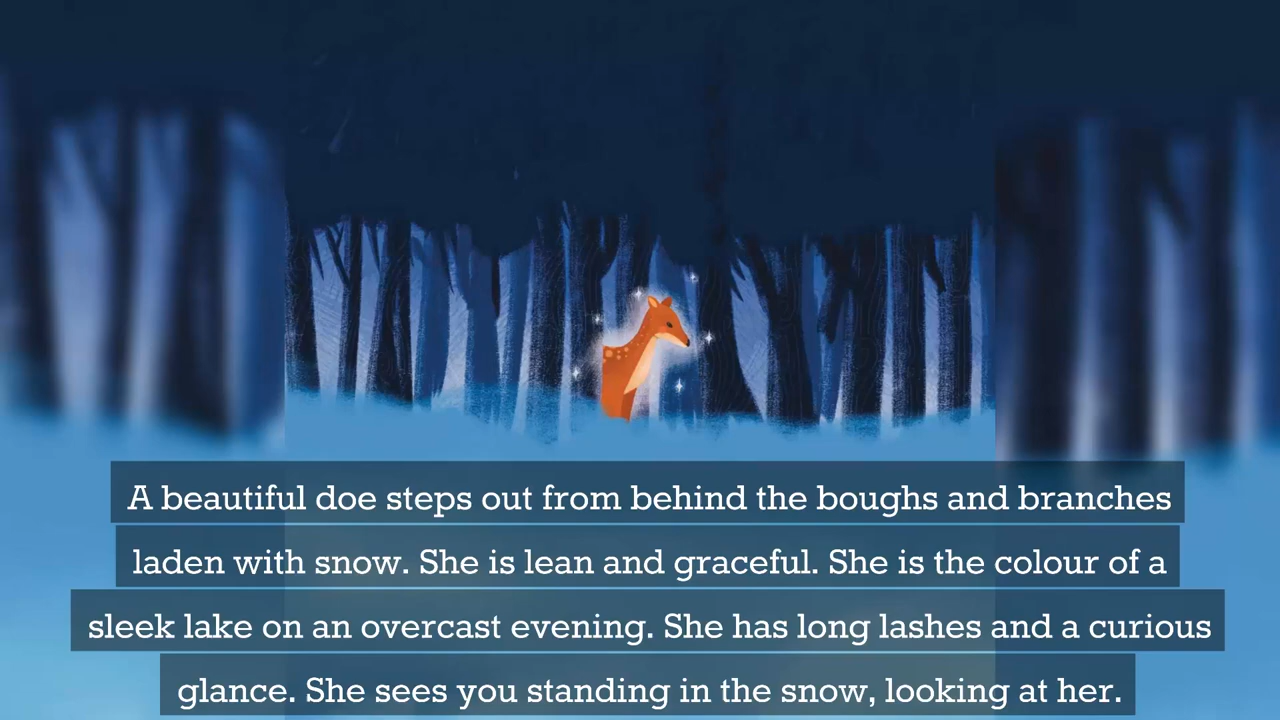 A beautiful doe steps out from behind the boughs and branches
laden with snow. She is lean and graceful. She is the colour of a
sleek lake on an overcast evening. She has long lashes and a curious
glance. She sees you standing in the snow, looking at her.